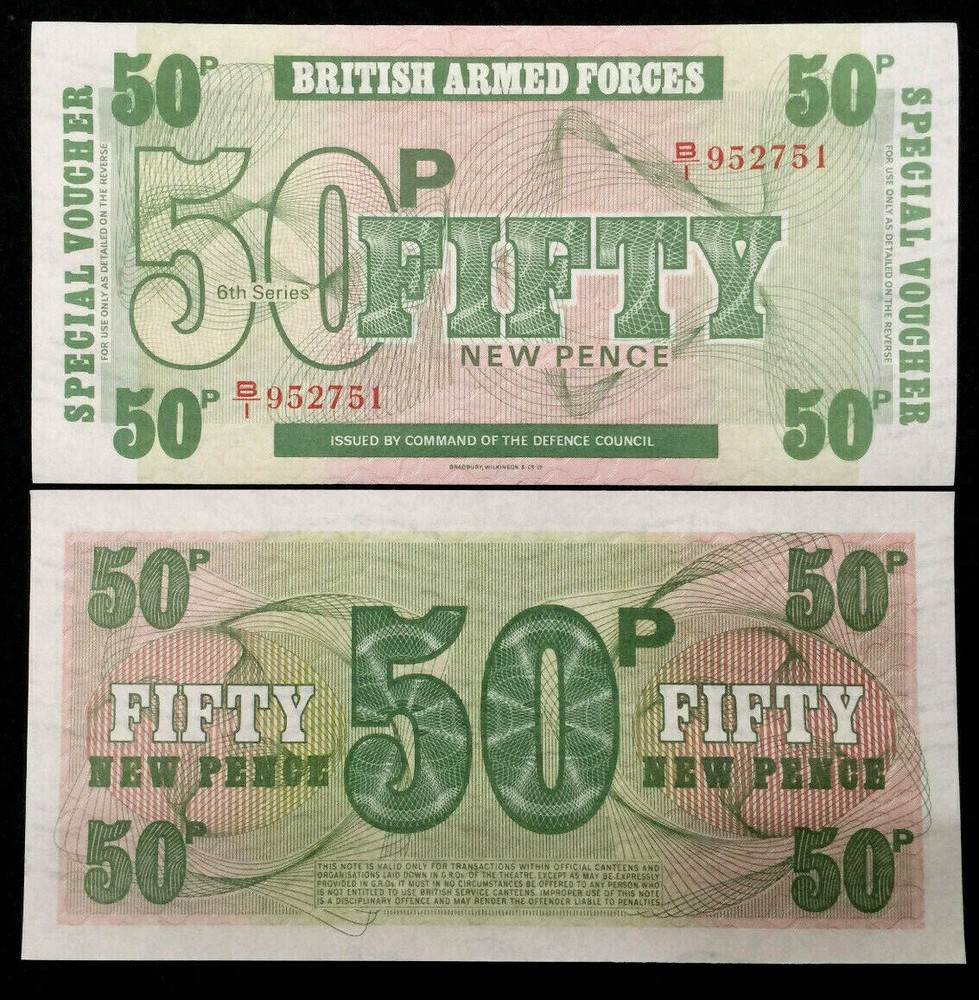 50P
BRITISH ARMED FORCES
50P
SPECIAL VOUCHER
FOR USE ONLY AS DETAILED ON THE REVERSE
B/1 952751
SPECIAL VOUCHER
FOR USE ONLY AS DETAILED ON THE REVERSE
50P
FIFTY
6th Series
NEW PENCE
B/1 952751
50P
50P
ISSUED BY COMMAND OF THE DEFENCE COUNCIL
BRADBURY, WILKINSON & Co Ld
50P
50P
50P
FIFTY
FIFTY
NEW PENCE
NEW PENCE
50P
50P
THIS NOTE IS VALID ONLY FOR TRANSACTIONS WITHIN OFFICIAL CANTEENS AND
ORGANISATIONS LAID DOWN IN G.R.Os. OF THE THEATRE. EXCEPT AS MAY BE EXPRESSLY
PROVIDED IN G.R.Os. IT MUST IN NO CIRCUMSTANCES BE OFFERED TO ANY PERSON WHO
IS NOT ENTITLED TO USE BRITISH SERVICE CANTEENS. IMPROPER USE OF THIS NOTE
IS A DISCIPLINARY OFFENCE AND MAY RENDER THE OFFENDER LIABLE TO PENALTIES.